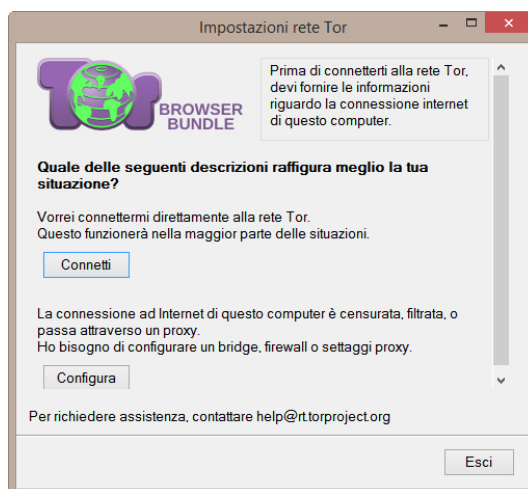 Impostazioni rete Tor
Tor
BROWSER
BUNDLE
Prima di connetterti alla rete Tor,
devi fornire le informazioni
riguardo la connessione internet
di questo computer.
Quale delle seguenti descrizioni raffigura meglio la tua
situazione?
Vorrei connettermi direttamente alla rete Tor.
Questo funzionerà nella maggior parte delle situazioni.
Connetti
La connessione ad Internet di questo computer è censurata, filtrata, o
passa attraverso un proxy.
Ho bisogno di configurare un bridge, firewall o settaggi proxy.
Configura
Per richiedere assistenza, contattare help@rt.torproject.org
Esci